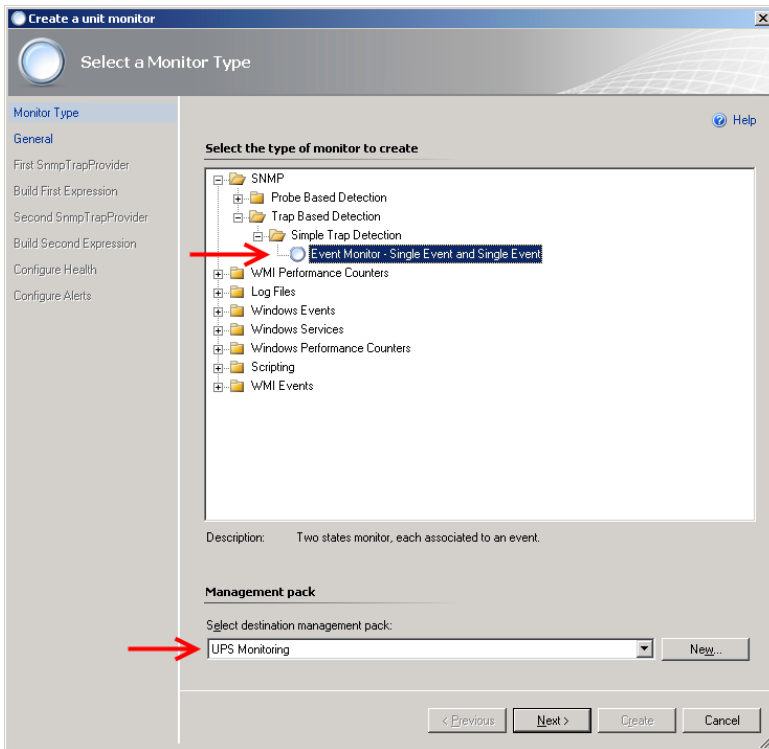 Create a unit monitor
Select a Monitor Type
Monitor Type
General
First SnmpTrapProvider
Build First Expression
Second SnmpTrapProvider
Build Second Expression
Configure Health
Configure Alerts
Help
Select the type of monitor to create
SNMP
Probe Based Detection
Trap Based Detection
Simple Trap Detection
Event Monitor - Single Event and Single Event
WMI Performance Counters
Log Files
Windows Events
Windows Services
Windows Performance Counters
Scripting
WMI Events
Description: Two states monitor, each associated to an event.
Management pack
Select destination management pack:
UPS Monitoring New...
< Previous Next > Create Cancel